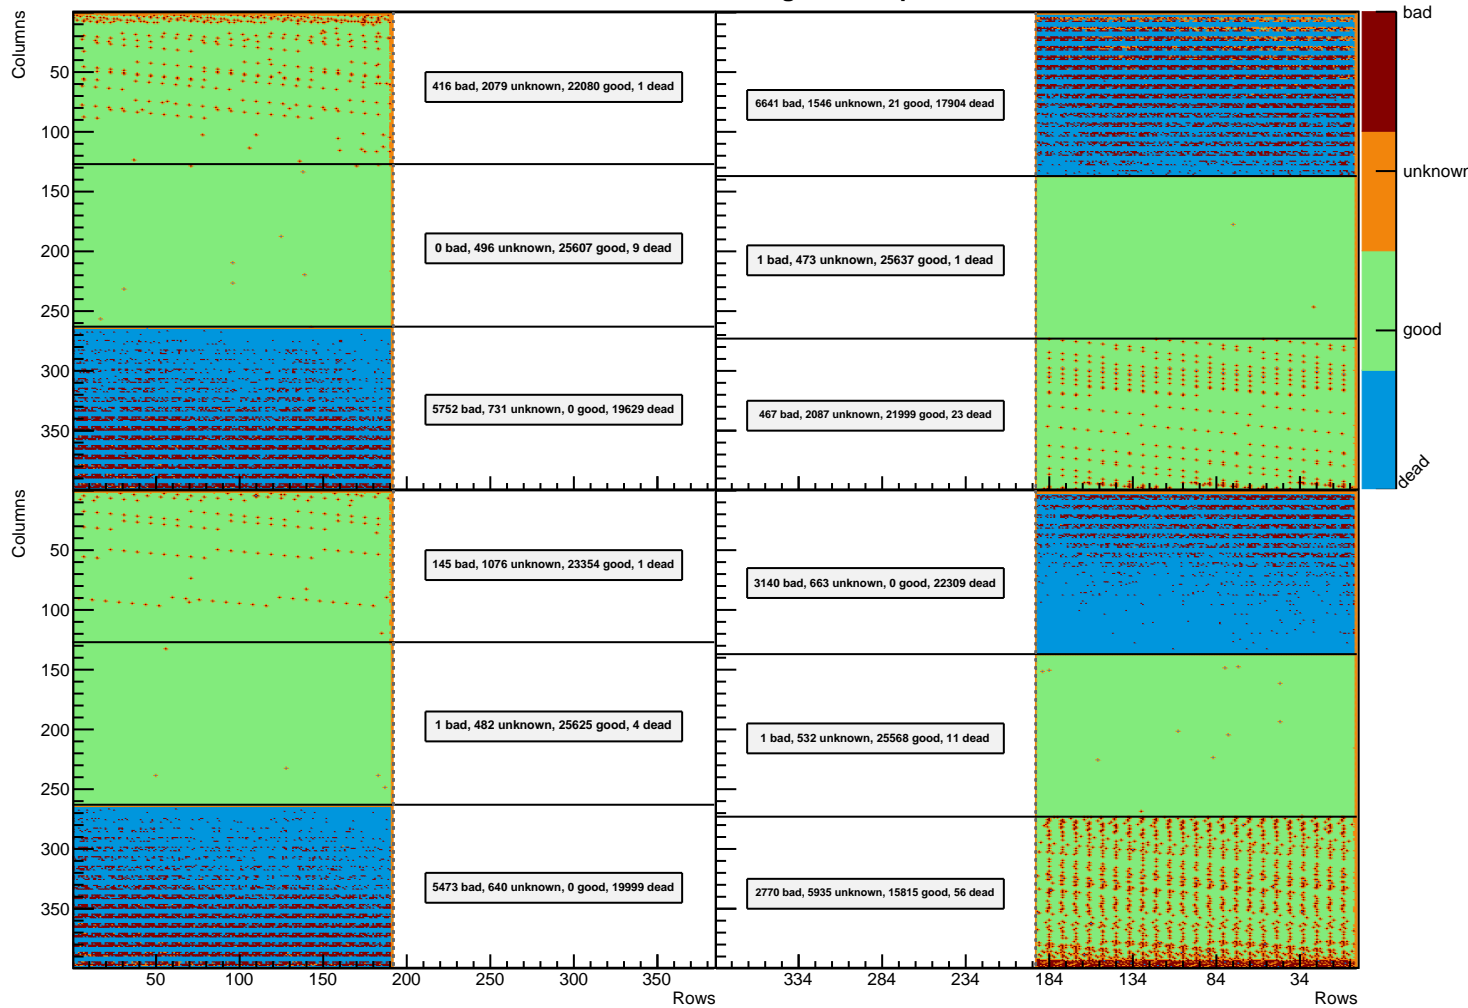 Columns
50
100
150
200
250
300
350
416 bad, 2079 unknown, 22080 good, 1 dead
0 bad, 496 unknown, 25607 good, 9 dead
5752 bad, 731 unknown, 0 good, 19629 dead
6641 bad, 1546 unknown, 21 good, 17904 dead
1 bad, 473 unknown, 25637 good, 1 dead
467 bad, 2087 unknown, 21999 good, 23 dead
bad
unknown
good
dead
Columns
50
100
150
200
250
300
350
145 bad, 1076 unknown, 23354 good, 1 dead
1 bad, 482 unknown, 25625 good, 4 dead
5473 bad, 640 unknown, 0 good, 19999 dead
3140 bad, 663 unknown, 0 good, 22309 dead
1 bad, 532 unknown, 25568 good, 11 dead
2770 bad, 5935 unknown, 15815 good, 56 dead
50 100 150 200 250 300 350
Rows
334 284 234 184 134 84 34
Rows